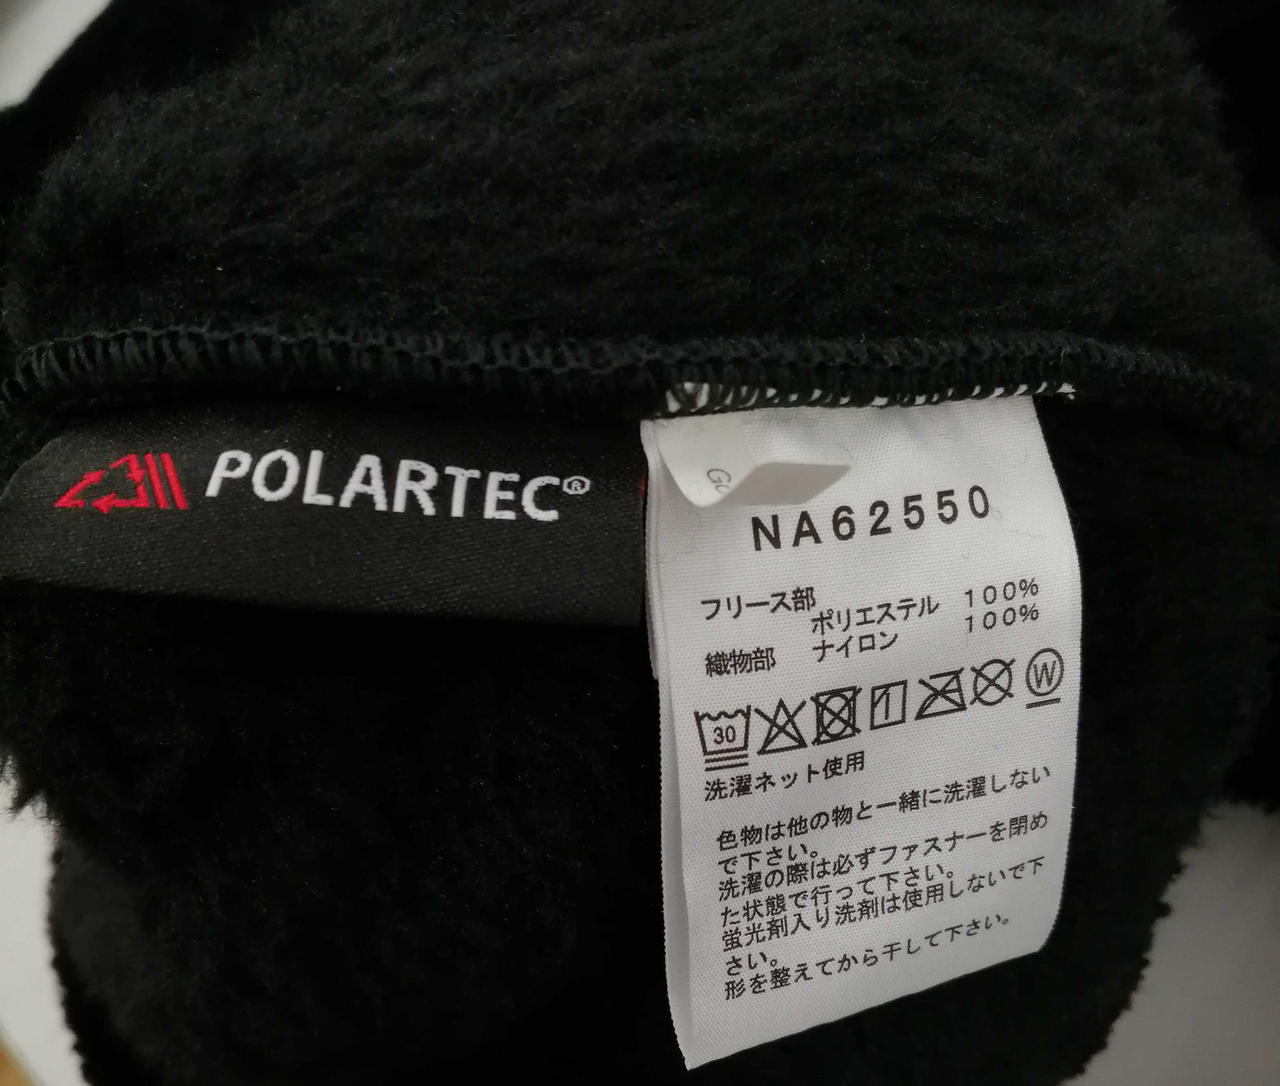 POLARTEC®
NA62550
フリース部
ポリエステル 100%
織物部 ナイロン 100%
30
W
洗濯ネット使用
色物は他の物と一緒に洗濯しない
で下さい。
洗濯の際は必ずファスナーを閉め
た状態で行って下さい。
蛍光剤入り洗剤は使用しないで下
さい。
形を整えてから干して下さい。